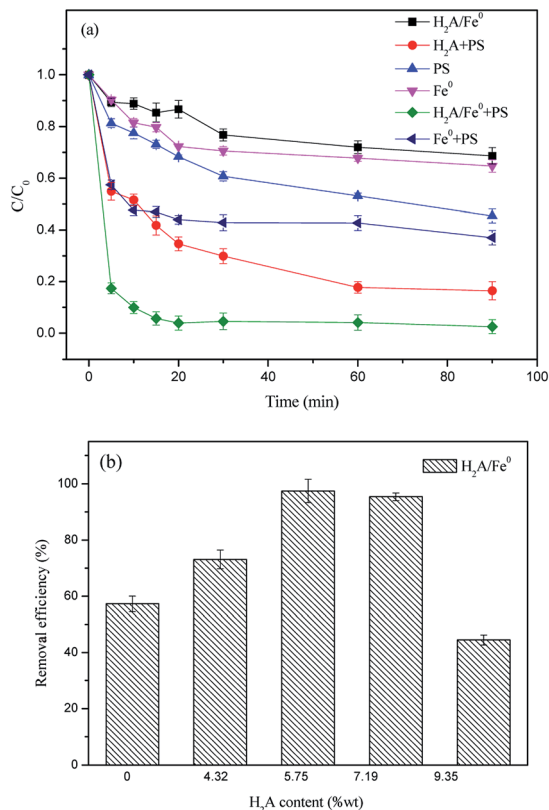 (a)
H₂A/Fe⁰
H₂A+PS
PS
Fe⁰
H₂A/Fe⁰+PS
Fe⁰+PS
1.0
0.8
0.6
0.4
0.2
0.0
C/C₀
0 20 40 60 80 100
Time (min)
(b)
H₂A/Fe⁰
100
80
60
40
20
0
Removal efficiency (%)
0 4.32 5.75 7.19 9.35
H₂A content (%wt)